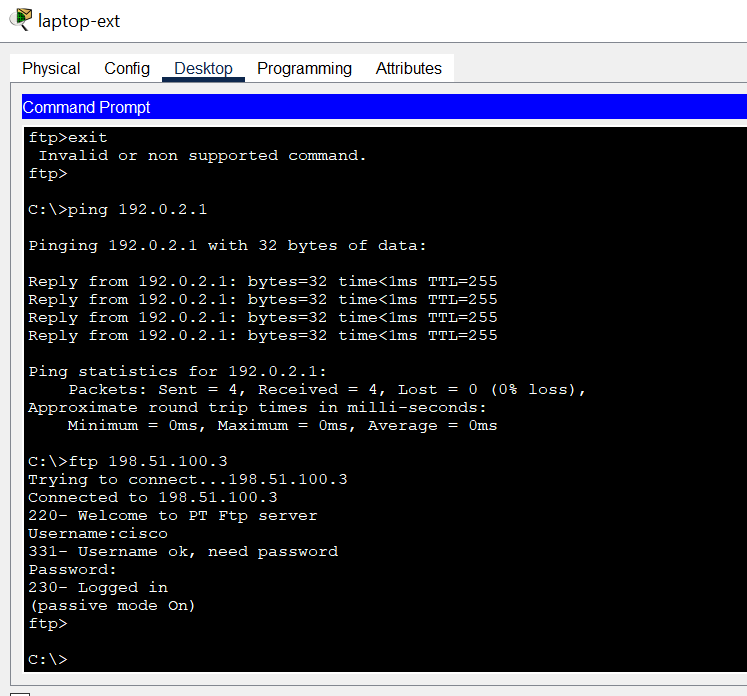 laptop-ext
Physical Config Desktop Programming Attributes
Command Prompt
ftp>exit
 Invalid or non supported command.
ftp>
C:\>ping 192.0.2.1
Pinging 192.0.2.1 with 32 bytes of data:
Reply from 192.0.2.1: bytes=32 time<1ms TTL=255
Reply from 192.0.2.1: bytes=32 time<1ms TTL=255
Reply from 192.0.2.1: bytes=32 time<1ms TTL=255
Reply from 192.0.2.1: bytes=32 time<1ms TTL=255
Ping statistics for 192.0.2.1:
    Packets: Sent = 4, Received = 4, Lost = 0 (0% loss),
Approximate round trip times in milli-seconds:
    Minimum = 0ms, Maximum = 0ms, Average = 0ms
C:\>ftp 198.51.100.3
Trying to connect...198.51.100.3
Connected to 198.51.100.3
220- Welcome to PT Ftp server
Username:cisco
331- Username ok, need password
Password:
230- Logged in
(passive mode On)
ftp>
C:\>